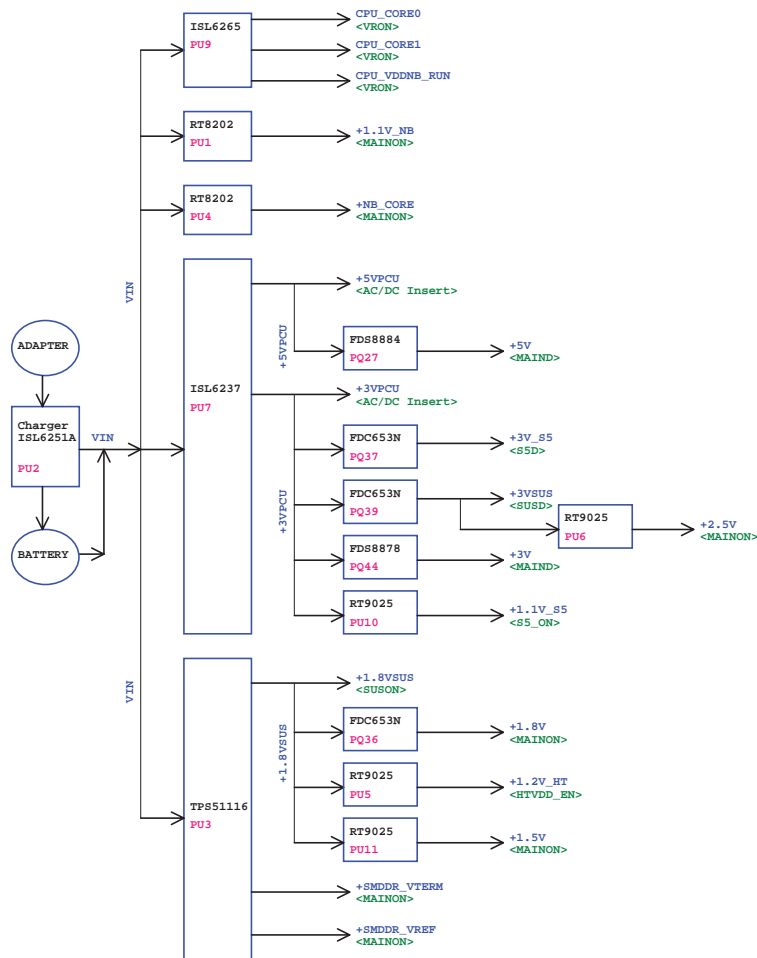 ISL6265
PU9
CPU_CORE0
<VRON>
CPU_CORE1
<VRON>
CPU_VDDNB_RUN
<VRON>
RT8202
PU1
+1.1V_NB
<MAINON>
RT8202
PU4
+NB_CORE
<MAINON>
VIN
+5VPCU
<AC/DC Insert>
+5VPCU
FDS8884
PQ27
+5V
<MAIND>
ADAPTER
ISL6237
PU7
+3VPCU
<AC/DC Insert>
Charger
ISL6251A
PU2
VIN
FDC653N
PQ37
+3V_S5
<S5D>
+3VPCU
FDC653N
PQ39
+3VSUS
<SUSD>
RT9025
PU6
+2.5V
<MAINON>
BATTERY
FDS8878
PQ44
+3V
<MAIND>
RT9025
PU10
+1.1V_S5
<S5_ON>
VIN
+1.8VSUS
<SUSON>
+1.8VSUS
FDC653N
PQ36
+1.8V
<MAINON>
RT9025
PU5
+1.2V_HT
<HTVDD_EN>
TPS51116
PU3
RT9025
PU11
+1.5V
<MAINON>
+SMDDR_VTERM
<MAINON>
+SMDDR_VREF
<MAINON>